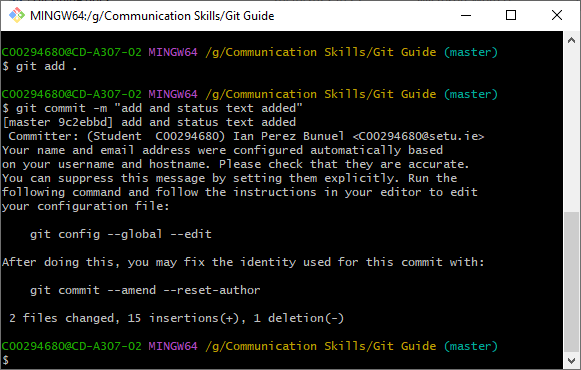 MINGW64:/g/Communication Skills/Git Guide
C00294680@CD-A307-02 MINGW64 /g/Communication Skills/Git Guide (master)
$ git add .
C00294680@CD-A307-02 MINGW64 /g/Communication Skills/Git Guide (master)
$ git commit -m "add and status text added"
[master 9c2ebbd] add and status text added
 Committer: (Student  C00294680) Ian Perez Bunuel <C00294680@setu.ie>
Your name and email address were configured automatically based
on your username and hostname. Please check that they are accurate.
You can suppress this message by setting them explicitly. Run the
following command and follow the instructions in your editor to edit
your configuration file:
    git config --global --edit
After doing this, you may fix the identity used for this commit with:
    git commit --amend --reset-author
 2 files changed, 15 insertions(+), 1 deletion(-)
C00294680@CD-A307-02 MINGW64 /g/Communication Skills/Git Guide (master)
$